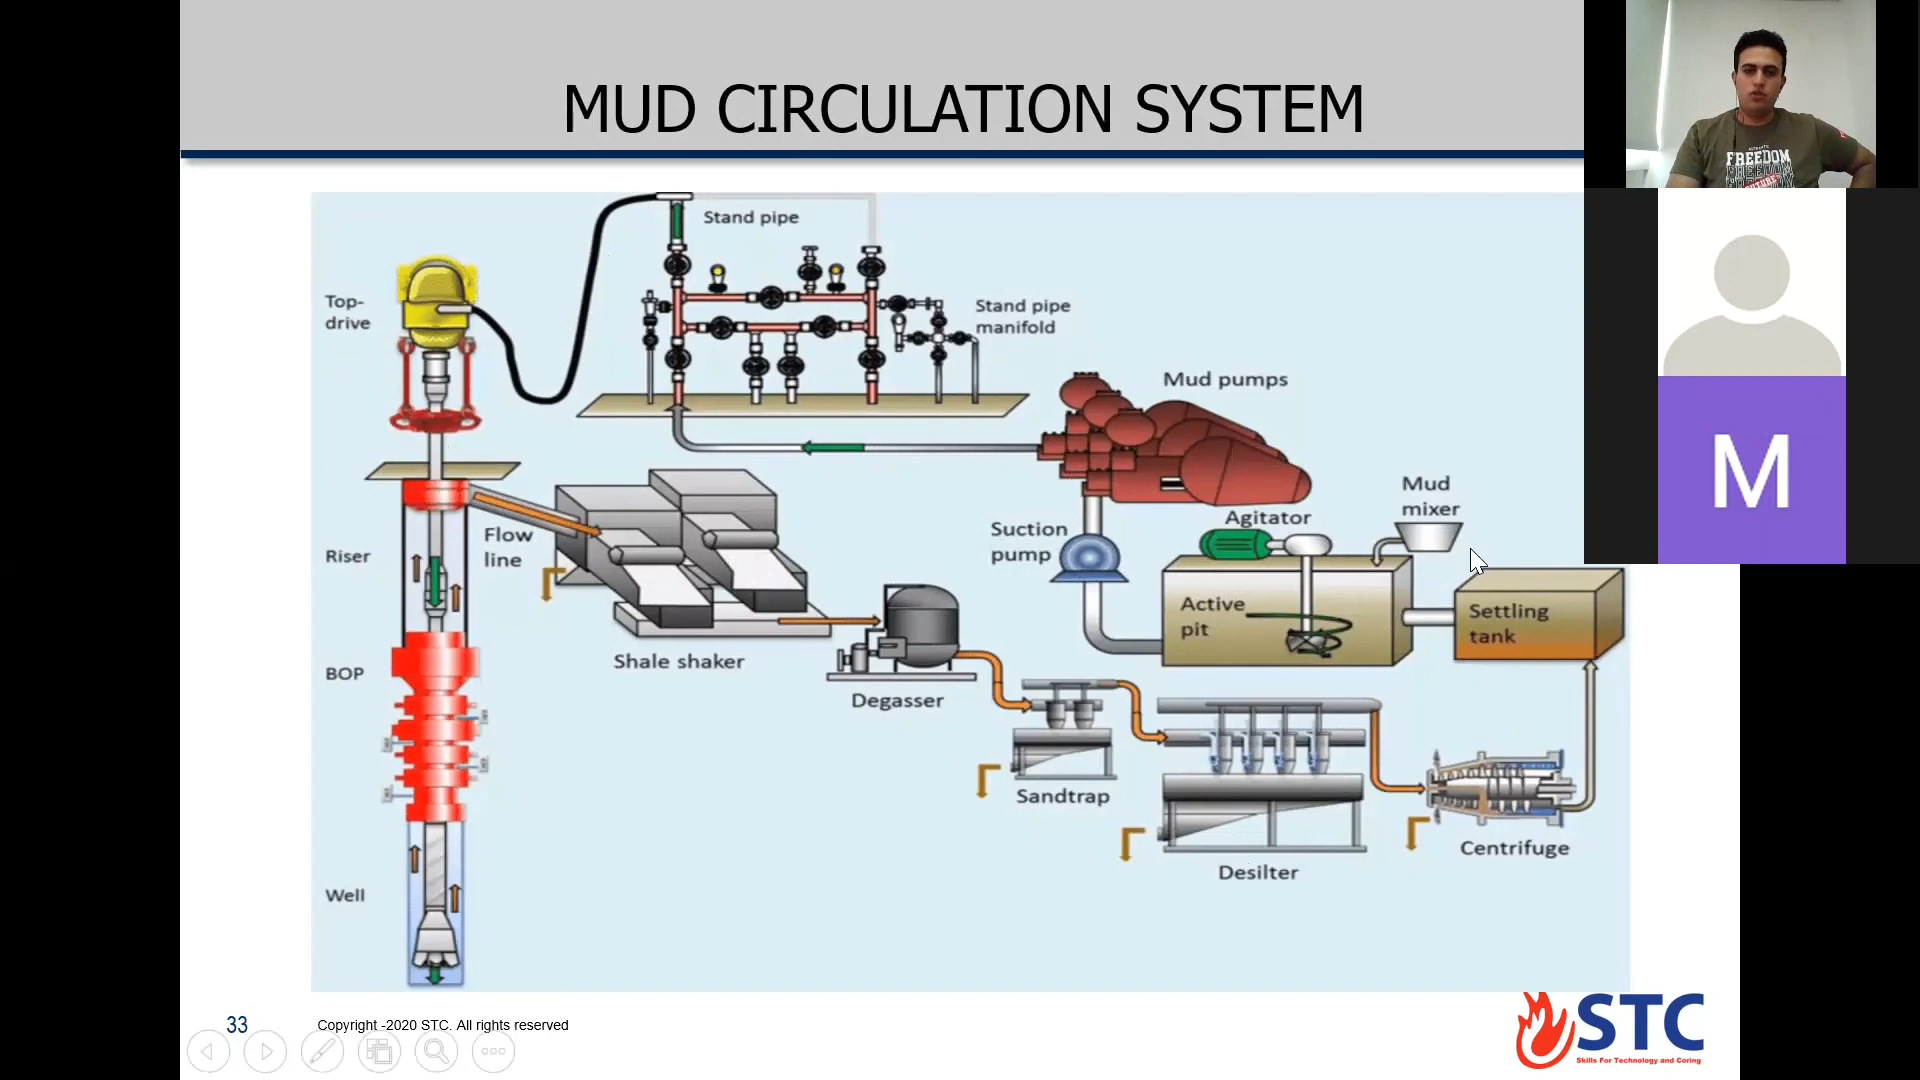 MUD CIRCULATION SYSTEM
Stand pipe
Top-
drive
Stand pipe
manifold
Mud pumps
Mud
mixer
Agitator
Suction
pump
Flow
line
Riser
Active
pit
Settling
tank
Shale shaker
BOP
Degasser
Sandtrap
Centrifuge
Desilter
Well
33
Copyright -2020 STC. All rights reserved
STC
Skills For Technology and Coring
AUTHENTIC
FREEDOM
FREEDOM
M